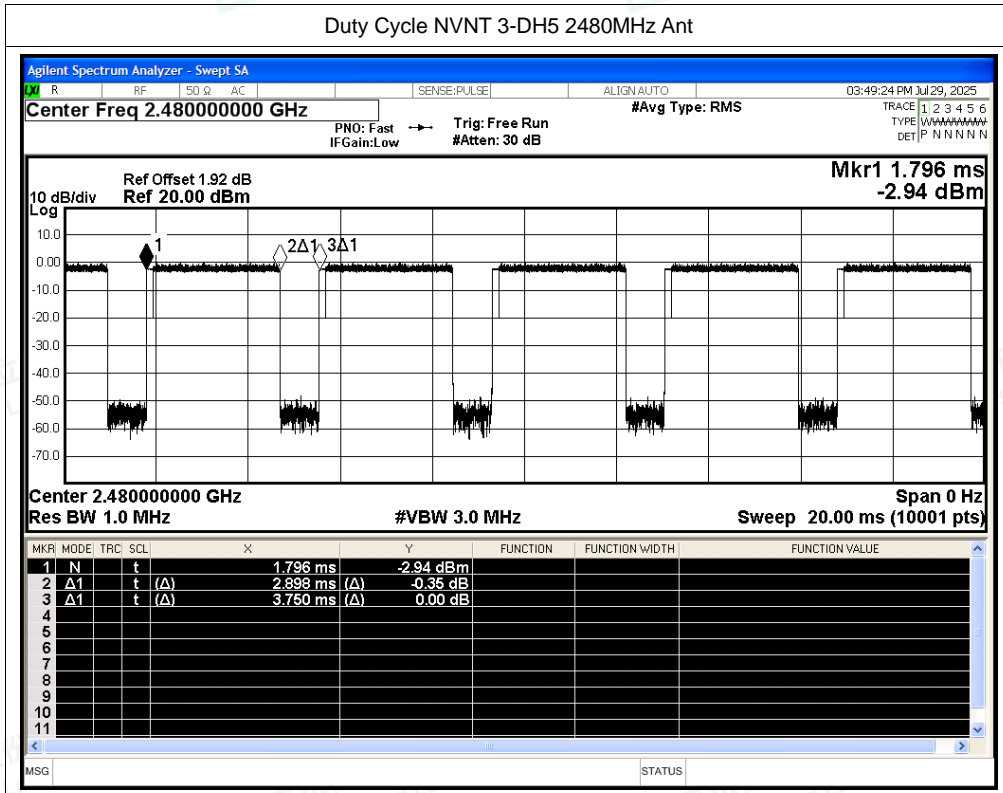 Duty Cycle NVNT 3-DH5 2480MHz Ant
Agilent Spectrum Analyzer - Swept SA
LXI R RF 50 Ω AC SENSE:PULSE ALIGN AUTO 03:49:24 PM Jul 29, 2025
Center Freq 2.480000000 GHz #Avg Type: RMS TRACE 1 2 3 4 5 6
PNO: Fast Trig: Free Run TYPE WWWWWW
IFGain:Low #Atten: 30 dB DET P N N N N N
Mkr1 1.796 ms
-2.94 dBm
Ref Offset 1.92 dB
10 dB/div Ref 20.00 dBm
Log
10.0
1 2Δ1 3Δ1
0.00
-10.0
-20.0
-30.0
-40.0
-50.0
-60.0
-70.0
Center 2.480000000 GHz Span 0 Hz
Res BW 1.0 MHz #VBW 3.0 MHz Sweep 20.00 ms (10001 pts)
MKR MODE TRC SCL X Y FUNCTION FUNCTION WIDTH FUNCTION VALUE
1 N t 1.796 ms -2.94 dBm
2 Δ1 t (Δ) 2.898 ms (Δ) -0.35 dB
3 Δ1 t (Δ) 3.750 ms (Δ) 0.00 dB
4
5
6
7
8
9
10
11
MSG STATUS